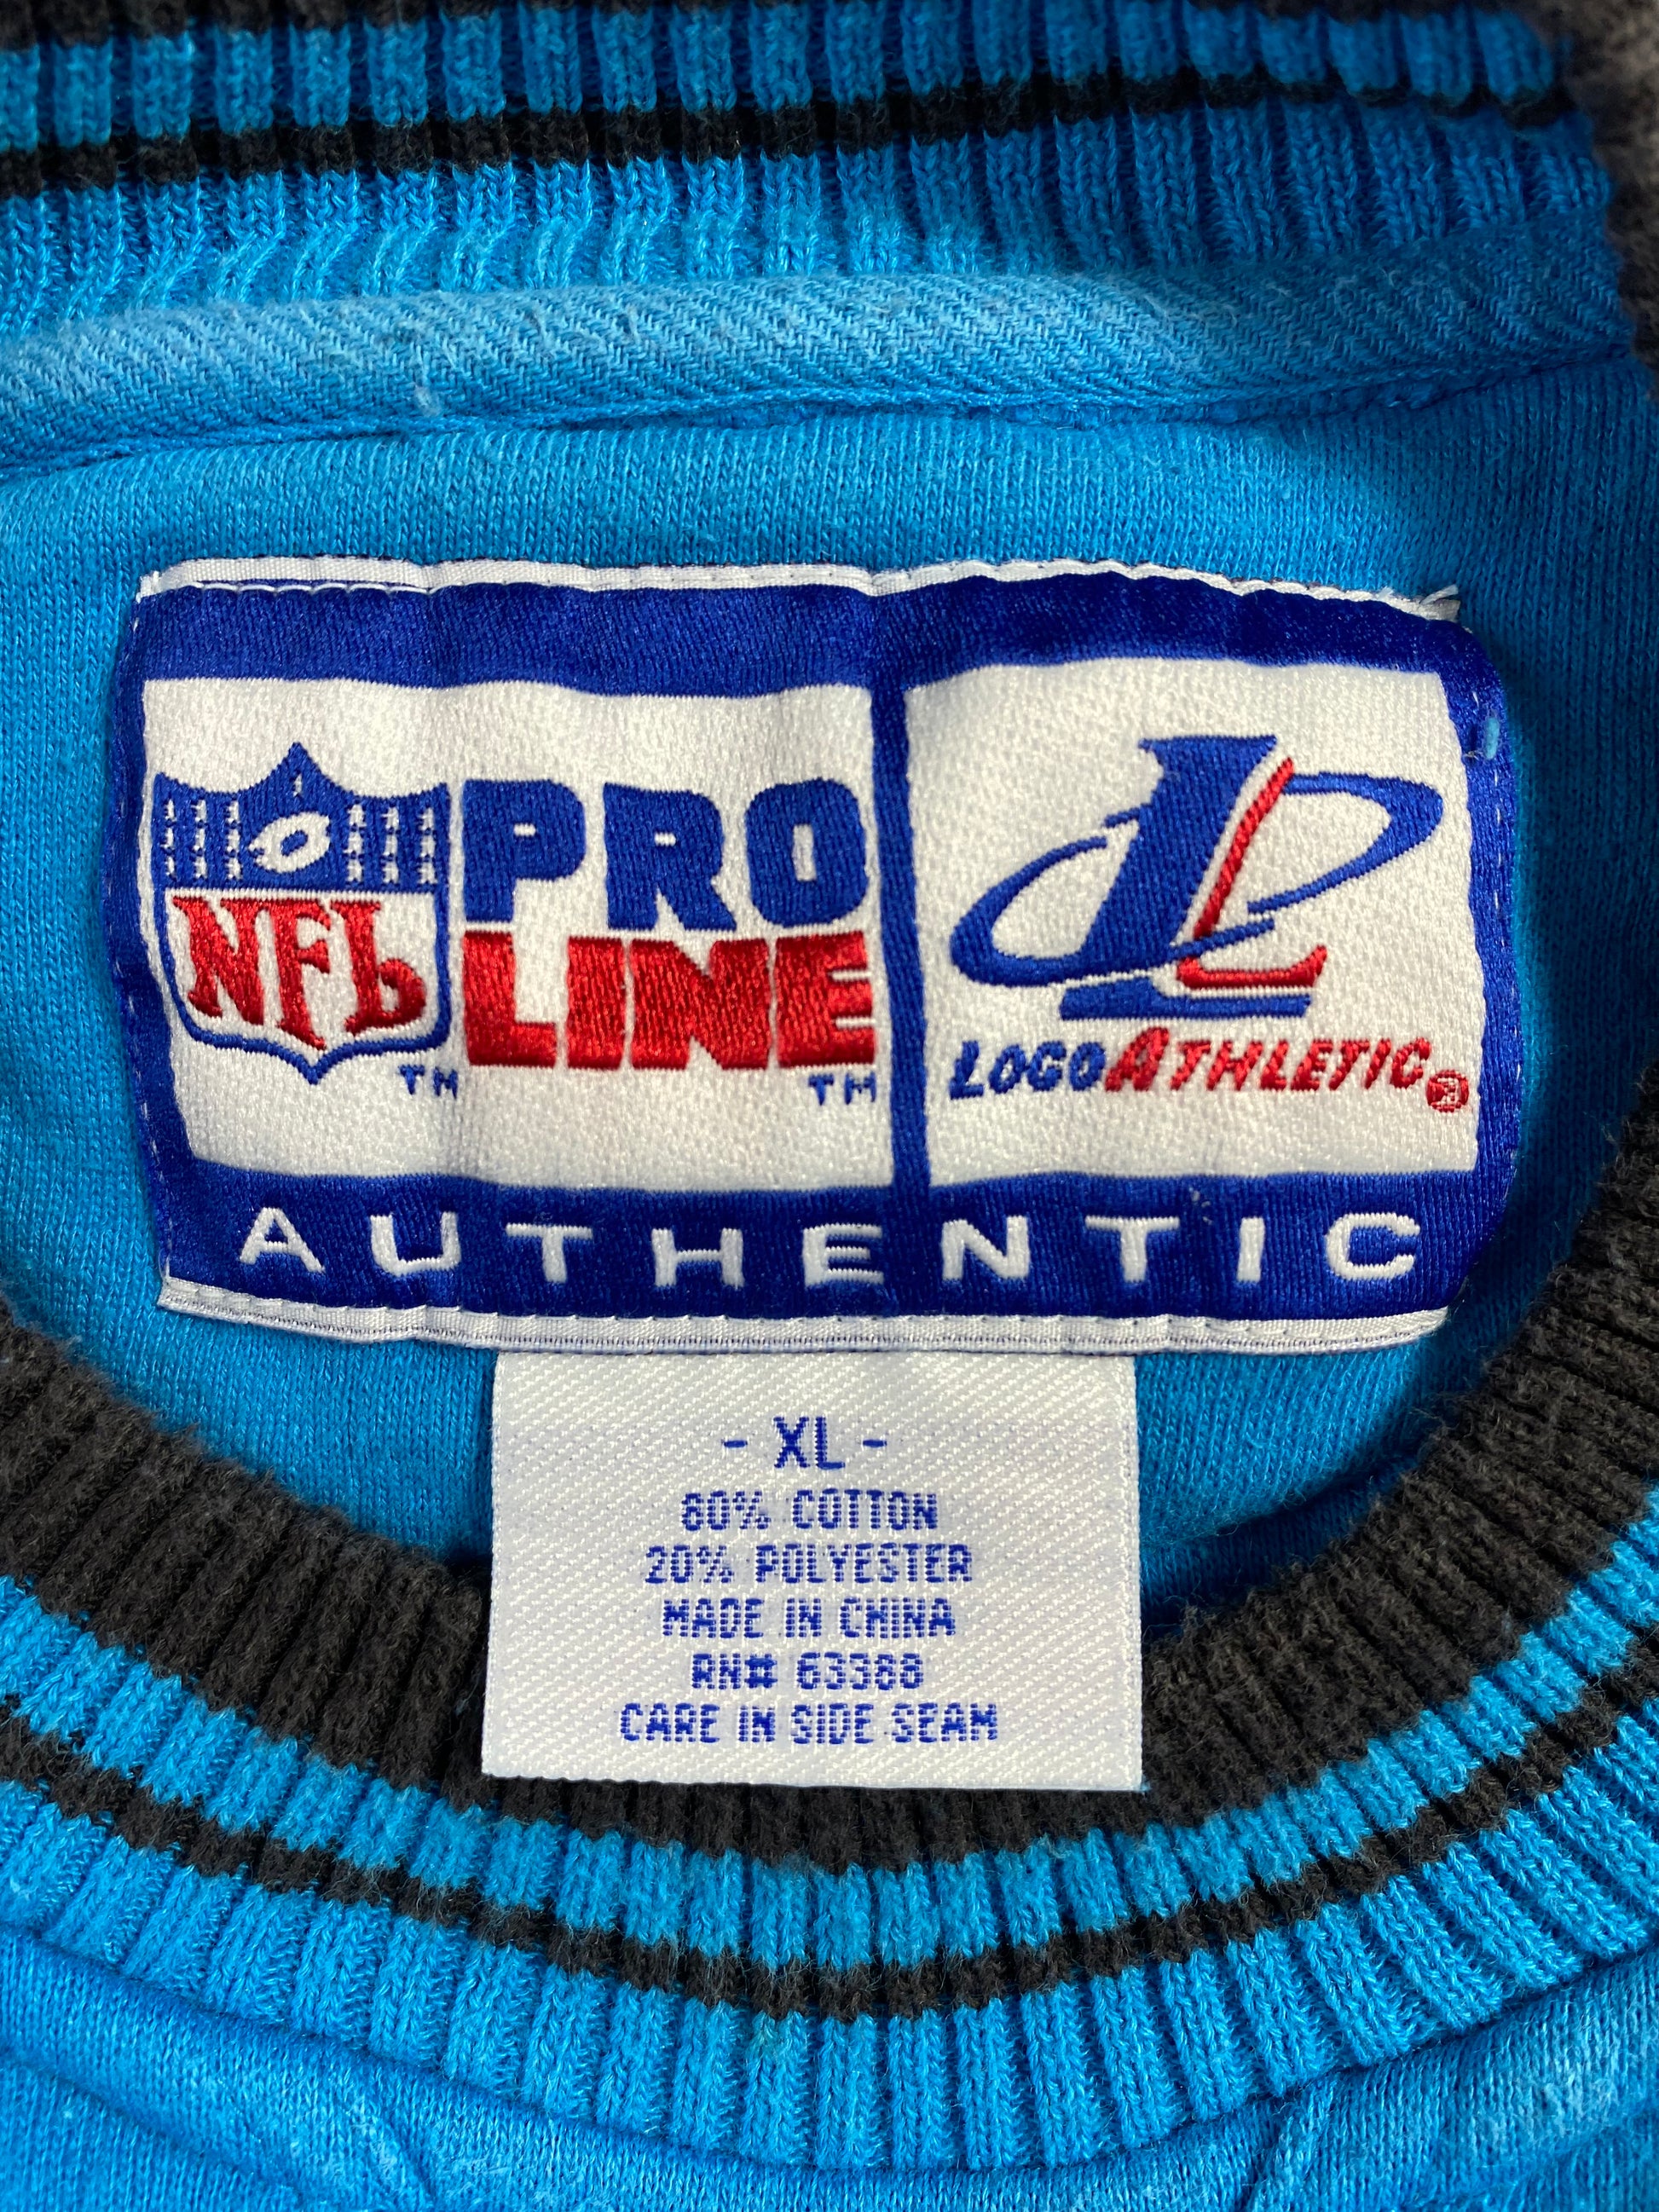 NFL PRO
LINE
TM TM
LOGO ATHLETIC ®
AUTHENTIC
- XL -
80% COTTON
20% POLYESTER
MADE IN CHINA
RN# 63388
CARE IN SIDE SEAM